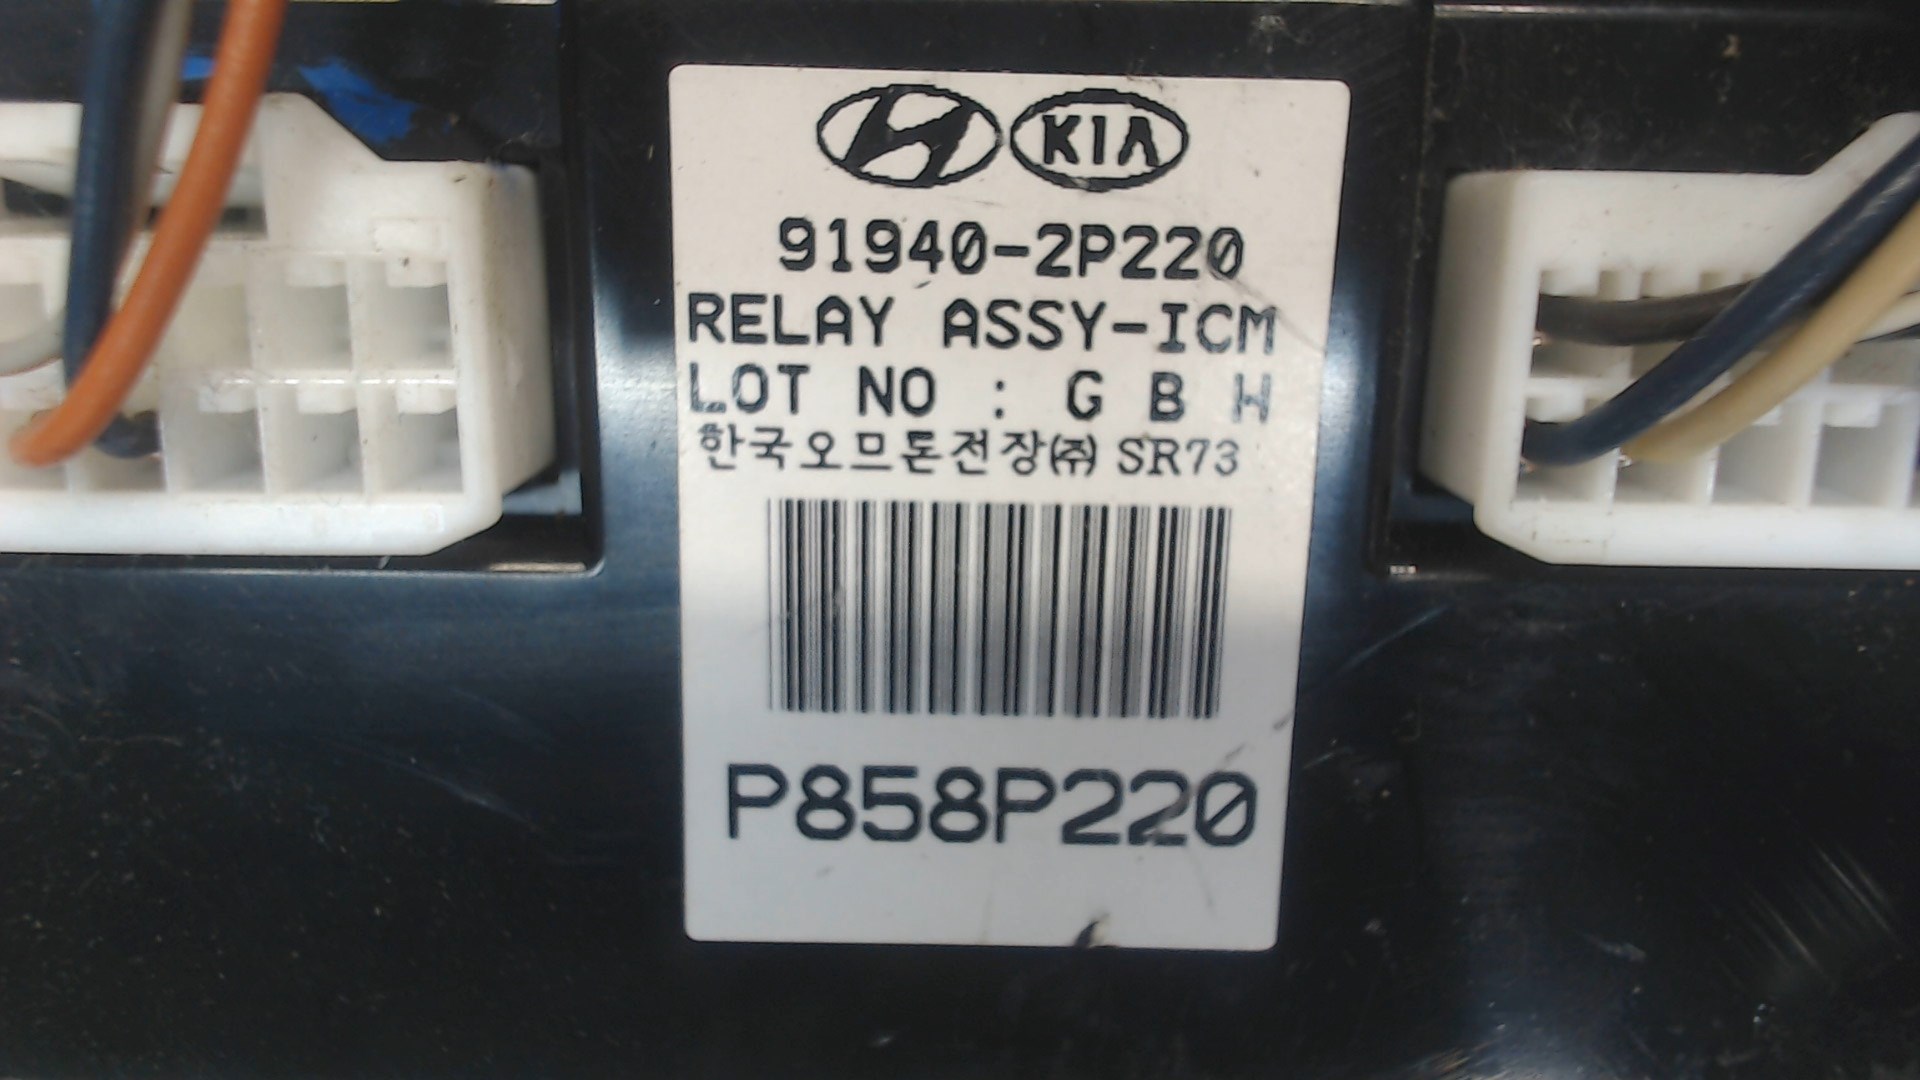 KIA
91940-2P220
RELAY ASSY-ICM
LOT NO : G B H
한국오므론전장㈜ SR73
P858P220